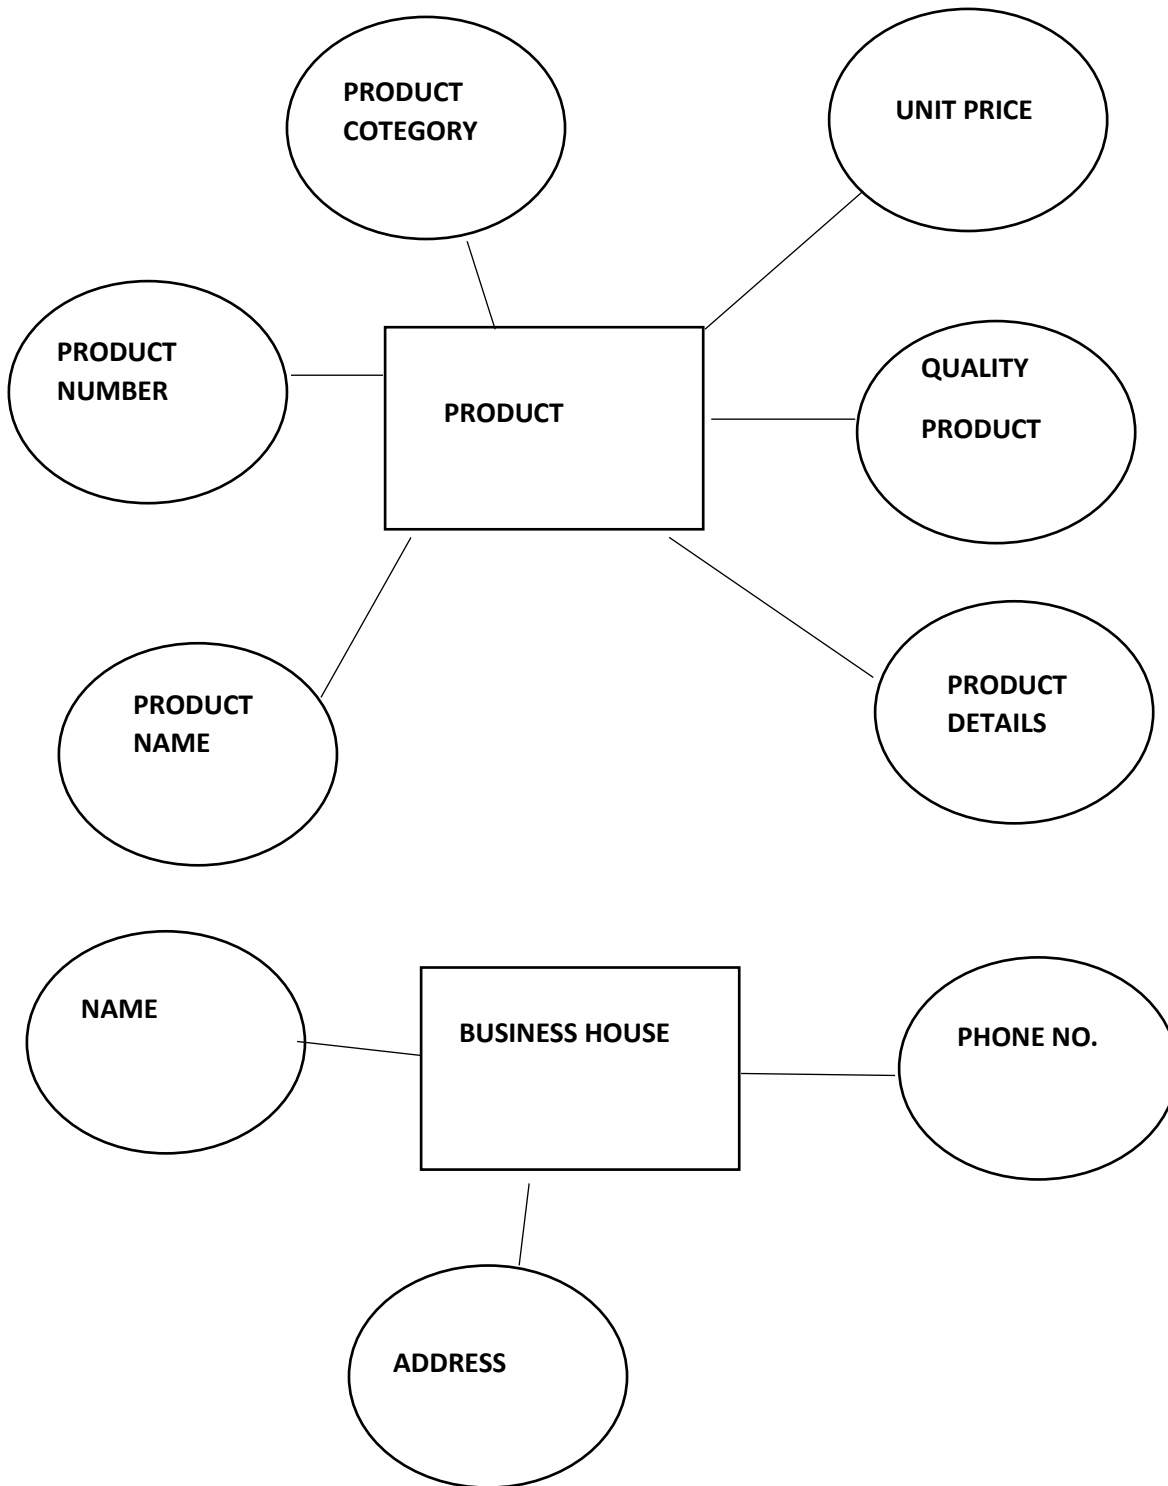 PRODUCT
COTEGORY
UNIT PRICE
PRODUCT
NUMBER
PRODUCT
QUALITY
PRODUCT
PRODUCT
NAME
PRODUCT
DETAILS
NAME
BUSINESS HOUSE
PHONE NO.
ADDRESS